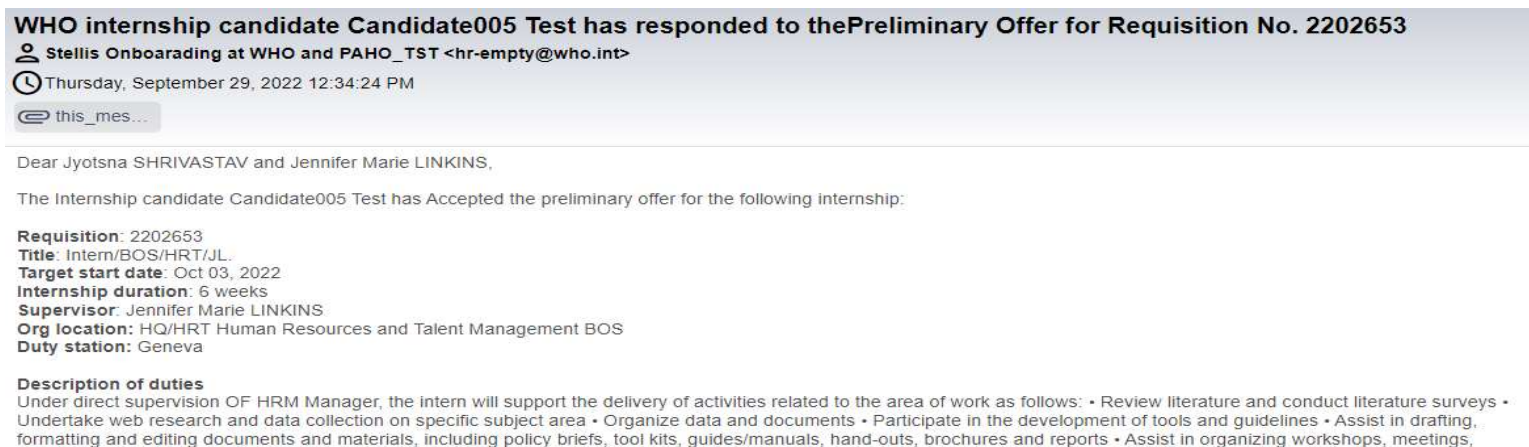 WHO internship candidate Candidate005 Test has responded to thePreliminary Offer for Requisition No. 2202653
Stellis Onboarading at WHO and PAHO_TST <hr-empty@who.int>
Thursday, September 29, 2022 12:34:24 PM
this_mes...
Dear Jyotsna SHRIVASTAV and Jennifer Marie LINKINS,
The Internship candidate Candidate005 Test has Accepted the preliminary offer for the following internship:
Requisition: 2202653
Title: Intern/BOS/HRT/JL.
Target start date: Oct 03, 2022
Internship duration: 6 weeks
Supervisor: Jennifer Marie LINKINS
Org location: HQ/HRT Human Resources and Talent Management BOS
Duty station: Geneva
Description of duties
Under direct supervision OF HRM Manager, the intern will support the delivery of activities related to the area of work as follows: • Review literature and conduct literature surveys •
Undertake web research and data collection on specific subject area • Organize data and documents • Participate in the development of tools and guidelines • Assist in drafting,
formatting and editing documents and materials, including policy briefs, tool kits, guides/manuals, hand-outs, brochures and reports • Assist in organizing workshops, meetings,